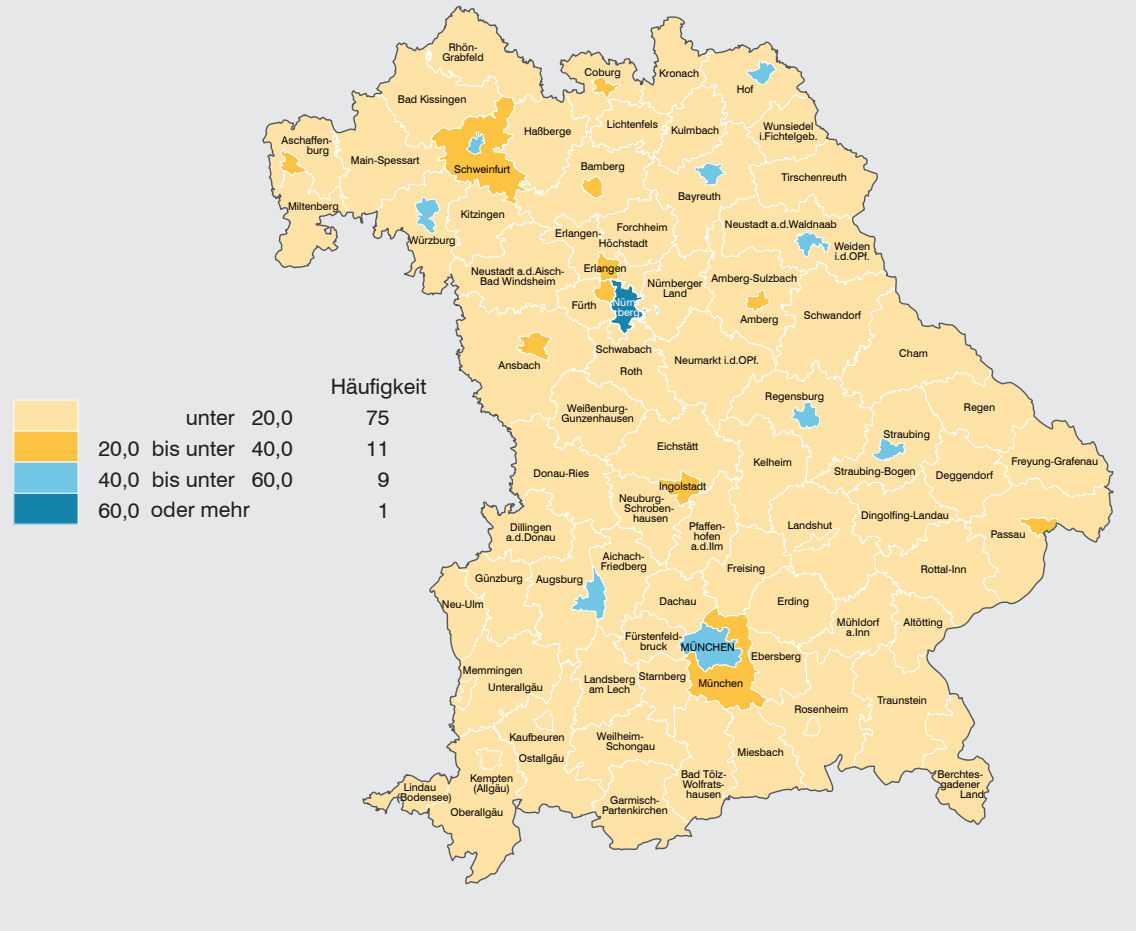 Rhön-
Grabfeld
Coburg
Kronach
Hof
Bad Kissingen
Haßberge
Lichtenfels
Kulmbach
Wunsiedel
i.Fichtelgeb.
Aschaffen-
burg
Main-Spessart
Schweinfurt
Bamberg
Bayreuth
Tirschenreuth
Miltenberg
Kitzingen
Würzburg
Erlangen-
Höchstadt
Forchheim
Neustadt a.d.Waldnaab
Weiden
i.d.OPf.
Neustadt a.d.Aisch-
Bad Windsheim
Erlangen
Nürnberger
Land
Amberg-Sulzbach
Fürth
Nürn-
berg
Amberg
Schwandorf
Ansbach
Schwabach
Roth
Neumarkt i.d.OPf.
Cham
Häufigkeit
unter 20,0 75
20,0 bis unter 40,0 11
40,0 bis unter 60,0 9
60,0 oder mehr 1
Weißenburg-
Gunzenhausen
Regensburg
Regen
Straubing
Eichstätt
Kelheim
Straubing-Bogen
Deggendorf
Freyung-Grafenau
Donau-Ries
Ingolstadt
Neuburg-
Schroben-
hausen
Dillingen
a.d.Donau
Pfaffen-
hofen
a.d.Ilm
Landshut
Dingolfing-Landau
Passau
Aichach-
Friedberg
Günzburg
Augsburg
Freising
Rottal-Inn
Neu-Ulm
Dachau
Erding
Mühldorf
a.Inn
Altötting
Fürstenfeld-
bruck
MÜNCHEN
Ebersberg
Memmingen
Unterallgäu
Landsberg
am Lech
Starnberg
München
Rosenheim
Traunstein
Kaufbeuren
Ostallgäu
Weilheim-
Schongau
Miesbach
Kempten
(Allgäu)
Lindau
(Bodensee)
Oberallgäu
Garmisch-
Partenkirchen
Bad Tölz-
Wolfrats-
hausen
Berchtes-
gadener
Land